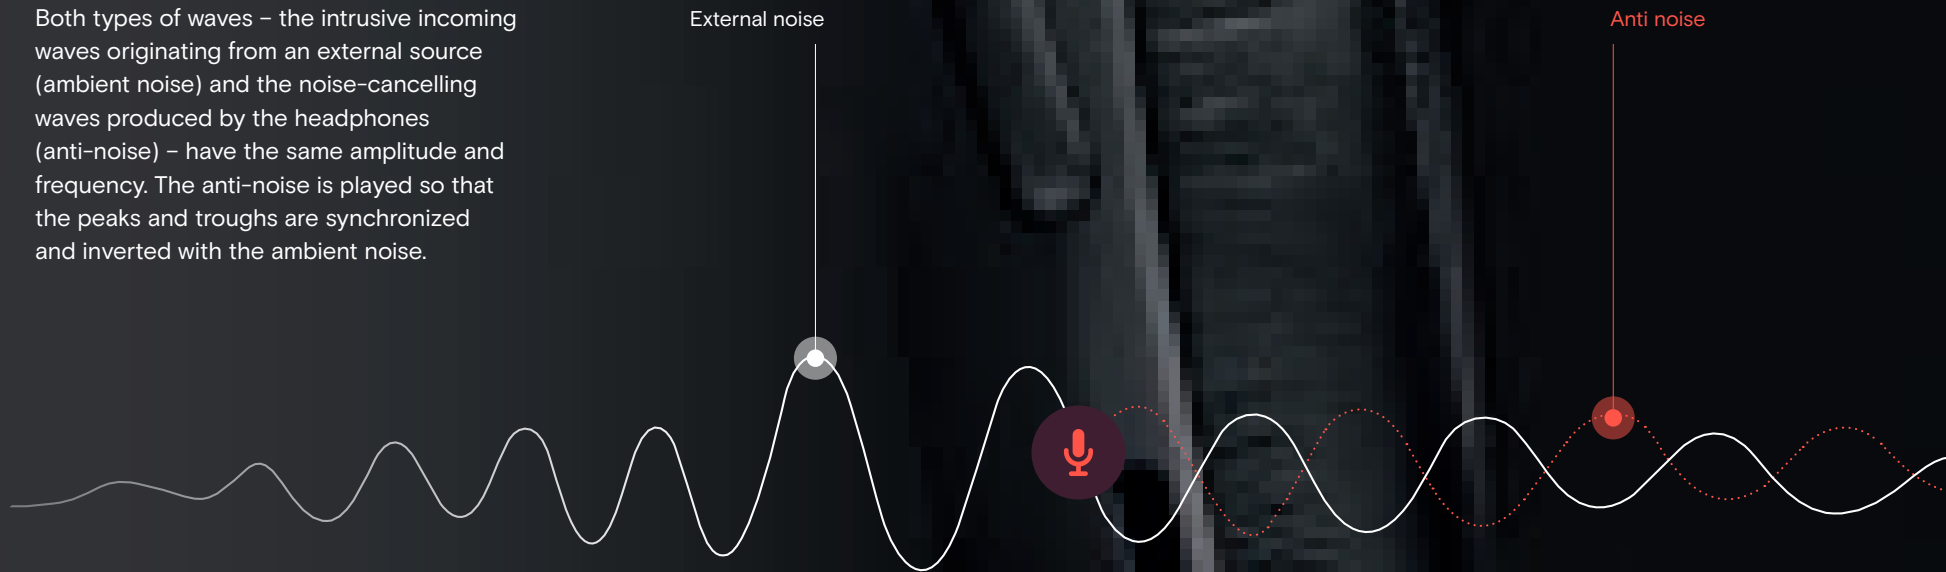 Both types of waves – the intrusive incoming
waves originating from an external source
(ambient noise) and the noise-cancelling
waves produced by the headphones
(anti-noise) – have the same amplitude and
frequency. The anti-noise is played so that
the peaks and troughs are synchronized
and inverted with the ambient noise.
External noise
Anti noise